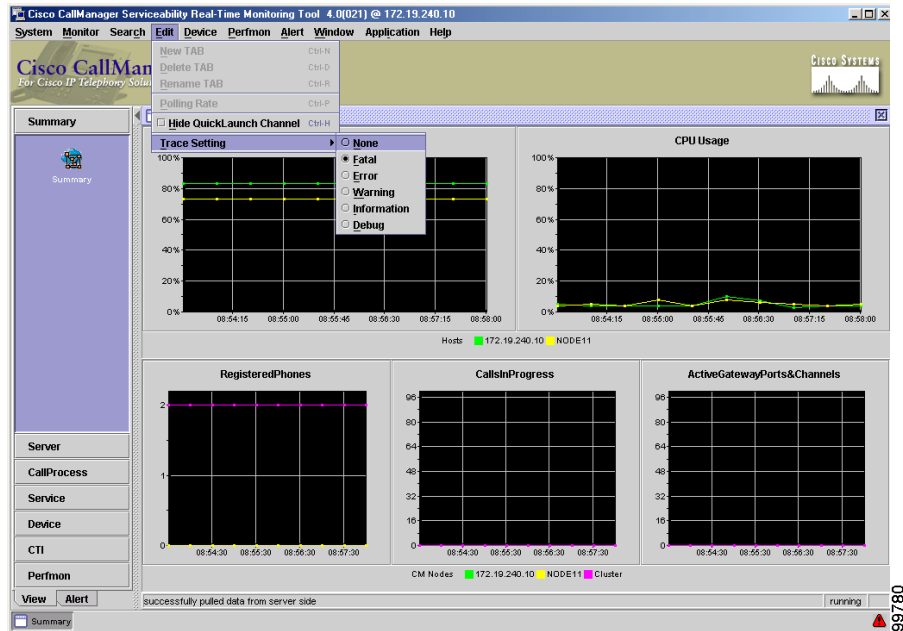 Cisco CallManager Serviceability Real-Time Monitoring Tool 4.0[021] @ 172.19.240.10
System Monitor Search Edit Device Perfmon Alert Window Application Help
Cisco CallMan
For Cisco IP Telephony Solu
CISCO SYSTEMS
New TAB Ctrl-N
Delete TAB Ctrl-D
Rename TAB Ctrl-R
Polling Rate Ctrl-P
Hide QuickLaunch Channel Ctrl-H
Trace Setting
None
Fatal
Error
Warning
Information
Debug
Summary
Summary
Server
CallProcess
Service
Device
CTI
Perfmon
View Alert
100%
80%
60%
40%
20%
0%
08:54:15 08:55:00 08:55:45 08:56:30 08:57:15 08:58:00
CPU Usage
100%
80%
60%
40%
20%
0%
08:54:15 08:55:00 08:55:45 08:56:30 08:57:15 08:58:00
Hosts 172.19.240.10 NODE11
RegisteredPhones
2
1
0
08:54:30 08:55:30 08:56:30 08:57:30
CallsInProgress
96
80
64
48
32
16
0
08:54:30 08:55:30 08:56:30 08:57:30
ActiveGatewayPorts&Channels
96
80
64
48
32
16
0
08:54:30 08:55:30 08:56:30 08:57:30
CM Nodes 172.19.240.10 NODE11 Cluster
successfully pulled data from server side
running
Summary
99780